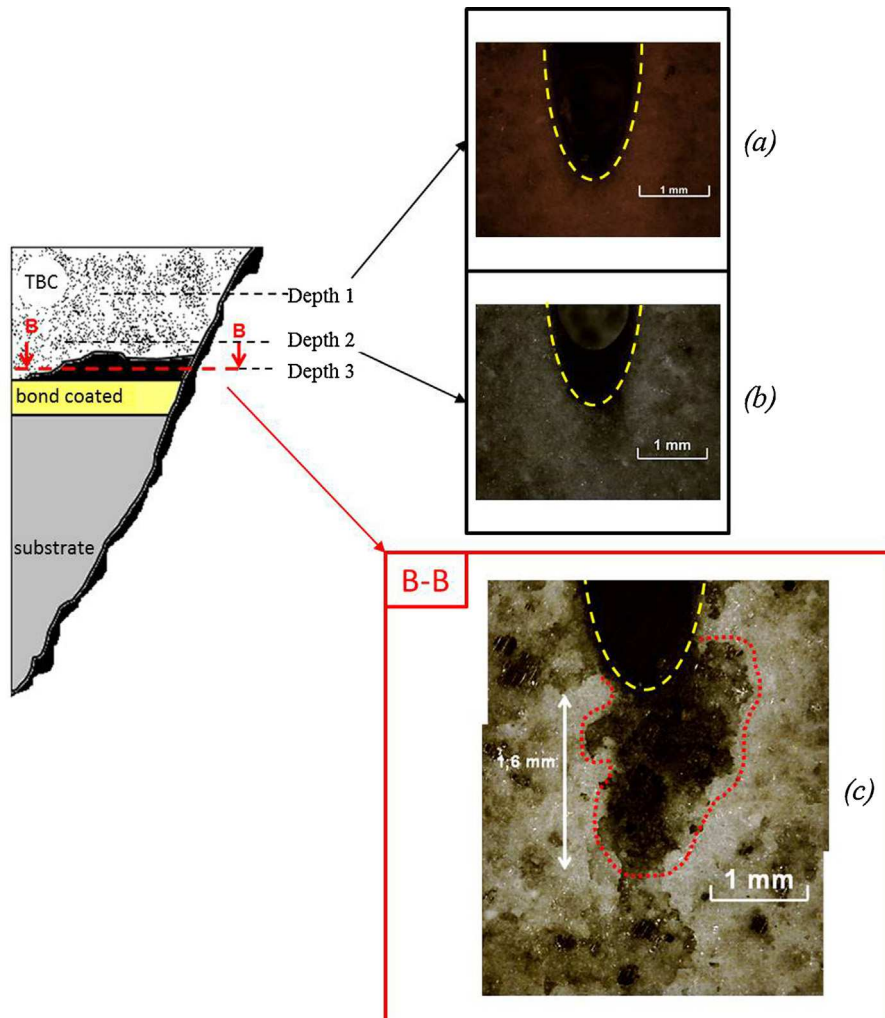 (a)
1 mm
TBC
Depth 1
B
B
Depth 2
Depth 3
bond coated
(b)
1 mm
substrate
B-B
1,6 mm
(c)
1 mm